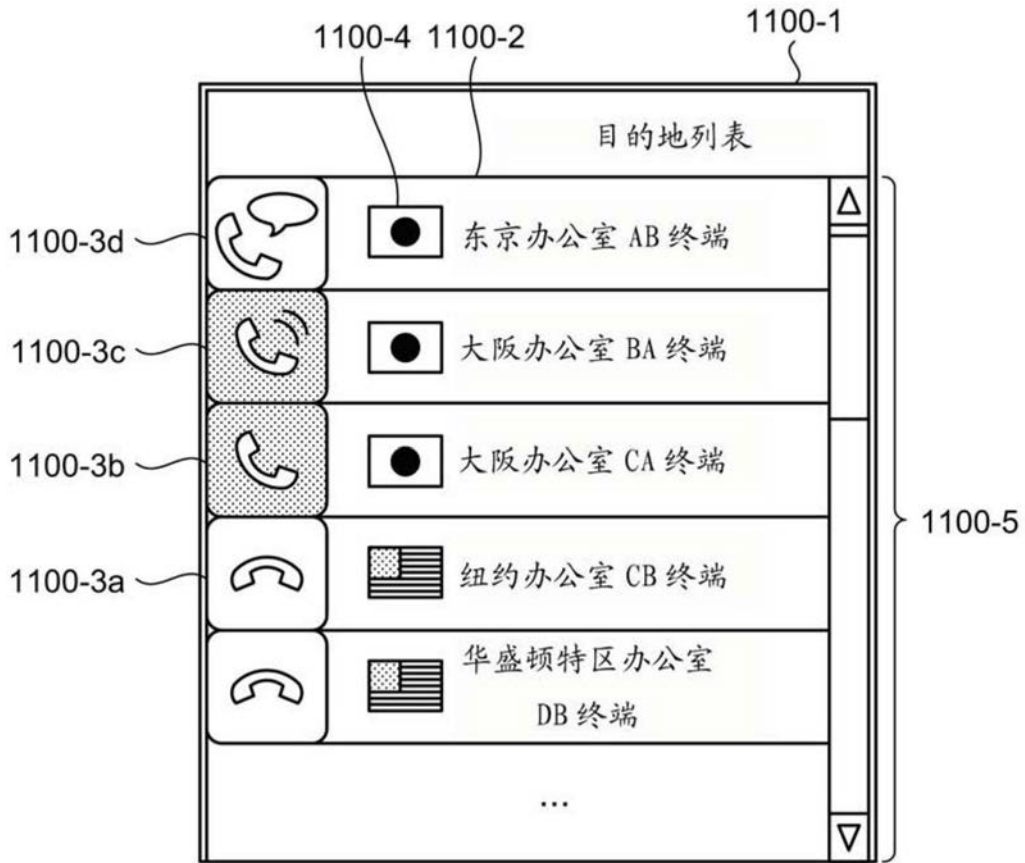 1100-4 1100-2 1100-1
目的地列表
1100-3d
东京办公室 AB 终端
1100-3c
大阪办公室 BA 终端
1100-3b
大阪办公室 CA 终端
1100-5
1100-3a
纽约办公室 CB 终端
华盛顿特区办公室
DB 终端
...